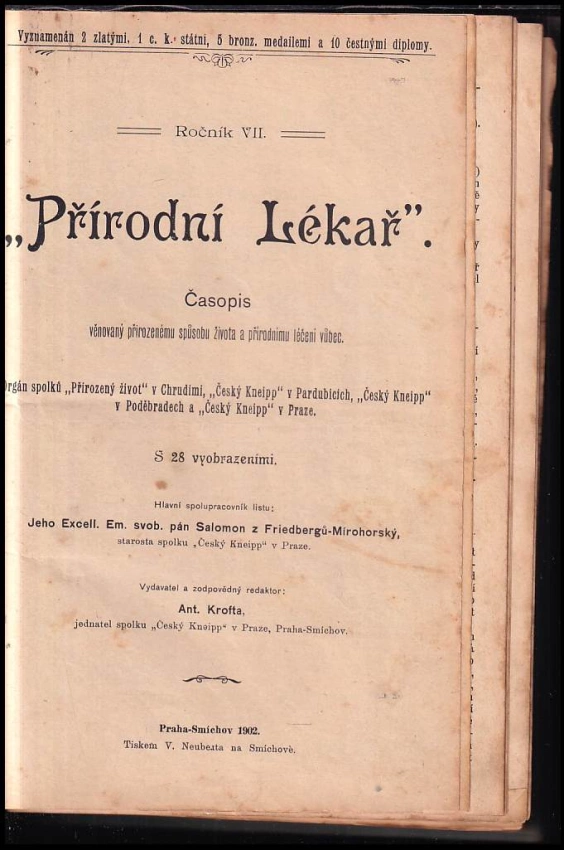 Vyznamenán 2 zlatými, 1 c. k. státní, 5 bronz. medailemi a 10 čestnými diplomy.
Ročník VII.
„Přírodní Lékař”.
Časopis
věnovaný přirozenému spůsobu života a přírodnímu léčení vůbec.
Orgán spolků „Přirozený život“ v Chrudimi, „Český Kneipp“ v Pardubicích, „Český Kneipp“
v Poděbradech a „Český Kneipp“ v Praze.
S 28 vyobrazeními.
Hlavní spolupracovník listu:
Jeho Excell. Em. svob. pán Salomon z Friedbergů-Mírohorský,
starosta spolku „Český Kneipp“ v Praze.
Vydavatel a zodpovědný redaktor:
Ant. Krofta,
jednatel spolku „Český Kneipp“ v Praze, Praha-Smíchov.
Praha-Smíchov 1902.
Tiskem V. Neuberta na Smíchově.